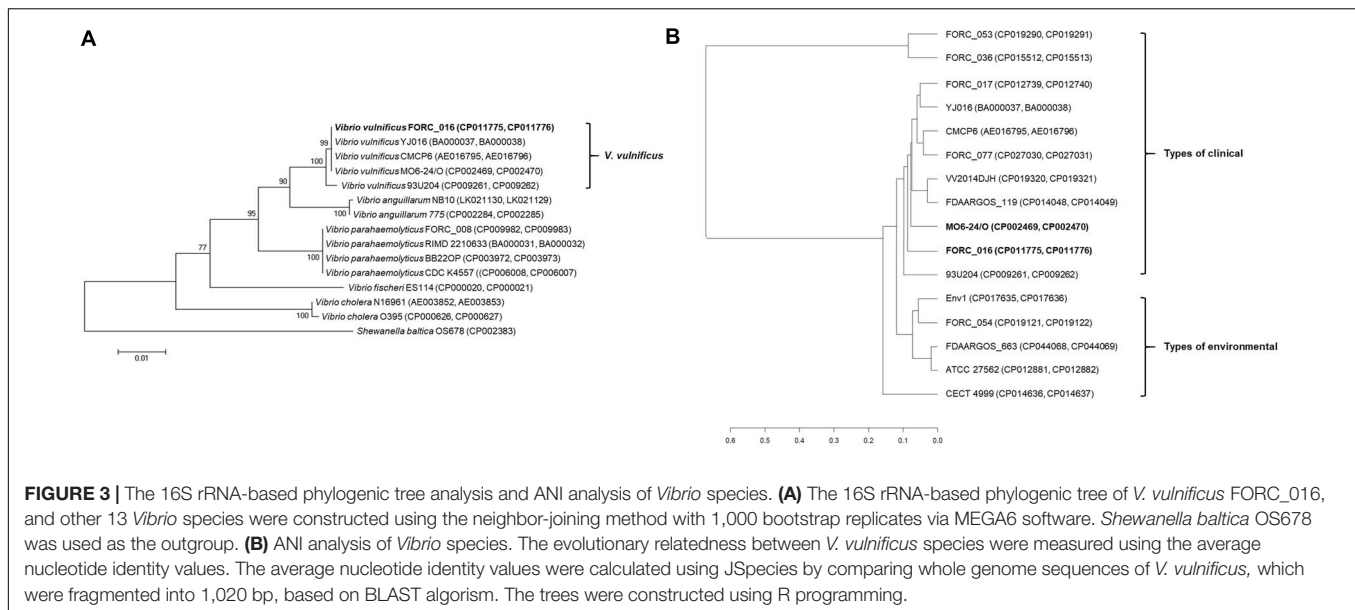 A
Vibrio vulnificus FORC_016 (CP011775, CP011776)
99
Vibrio vulnificus YJ016 (BA000037, BA000038)
Vibrio vulnificus CMCP6 (AE016795, AE016796)
100
Vibrio vulnificus MO6-24/O (CP002469, CP002470)
90
Vibrio vulnificus 93U204 (CP009261, CP009262)
V. vulnificus
Vibrio anguillarum NB10 (LK021130, LK021129)
95
100
Vibrio anguillarum 775 (CP002284, CP002285)
Vibrio parahaemolyticus FORC_008 (CP009982, CP009983)
77
Vibrio parahaemolyticus RIMD 2210633 (BA000031, BA000032)
Vibrio parahaemolyticus BB22OP (CP003972, CP003973)
100
Vibrio parahaemolyticus CDC K4557 ((CP006008, CP006007)
Vibrio fischeri ES114 (CP000020, CP000021)
Vibrio cholera N16961 (AE003852, AE003853)
100
Vibrio cholera O395 (CP000626, CP000627)
Shewanella baltica OS678 (CP002383)
0.01
B
FORC_053 (CP019290, CP019291)
FORC_036 (CP015512, CP015513)
FORC_017 (CP012739, CP012740)
YJ016 (BA000037, BA000038)
CMCP6 (AE016795, AE016796)
FORC_077 (CP027030, CP027031)
VV2014DJH (CP019320, CP019321)
FDAARGOS_119 (CP014048, CP014049)
MO6-24/O (CP002469, CP002470)
FORC_016 (CP011775, CP011776)
93U204 (CP009261, CP009262)
Types of clinical
Env1 (CP017635, CP017636)
FORC_054 (CP019121, CP019122)
FDAARGOS_663 (CP044068, CP044069)
ATCC 27562 (CP012881, CP012882)
CECT 4999 (CP014636, CP014637)
Types of environmental
0.6 0.5 0.4 0.3 0.2 0.1 0.0
FIGURE 3 | The 16S rRNA-based phylogenic tree analysis and ANI analysis of Vibrio species. (A) The 16S rRNA-based phylogenic tree of V. vulnificus FORC_016,
and other 13 Vibrio species were constructed using the neighbor-joining method with 1,000 bootstrap replicates via MEGA6 software. Shewanella baltica OS678
was used as the outgroup. (B) ANI analysis of Vibrio species. The evolutionary relatedness between V. vulnificus species were measured using the average
nucleotide identity values. The average nucleotide identity values were calculated using JSpecies by comparing whole genome sequences of V. vulnificus, which
were fragmented into 1,020 bp, based on BLAST algorism. The trees were constructed using R programming.